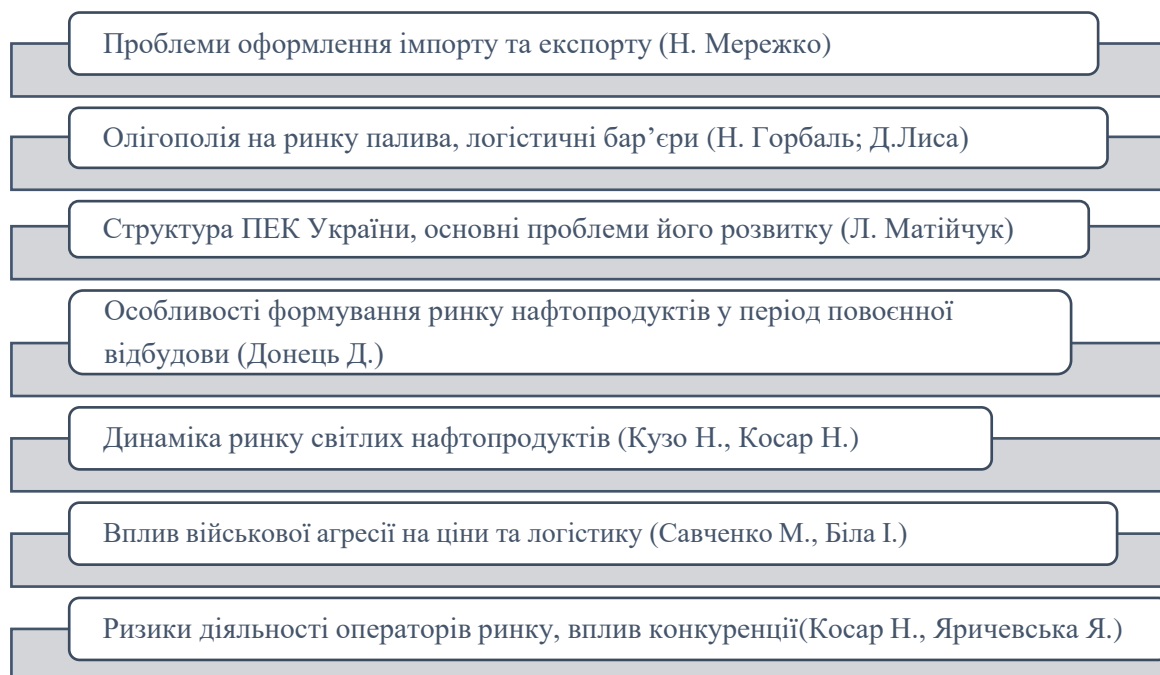 Проблеми оформлення імпорту та експорту (Н. Мережко)
Олігополія на ринку палива, логістичні бар’єри (Н. Горбаль; Д.Лиса)
Структура ПЕК України, основні проблеми його розвитку (Л. Матійчук)
Особливості формування ринку нафтопродуктів у період повоєнної
відбудови (Донець Д.)
Динаміка ринку світлих нафтопродуктів (Кузо Н., Косар Н.)
Вплив військової агресії на ціни та логістику (Савченко М., Біла І.)
Ризики діяльності операторів ринку, вплив конкуренції(Косар Н., Яричевська Я.)